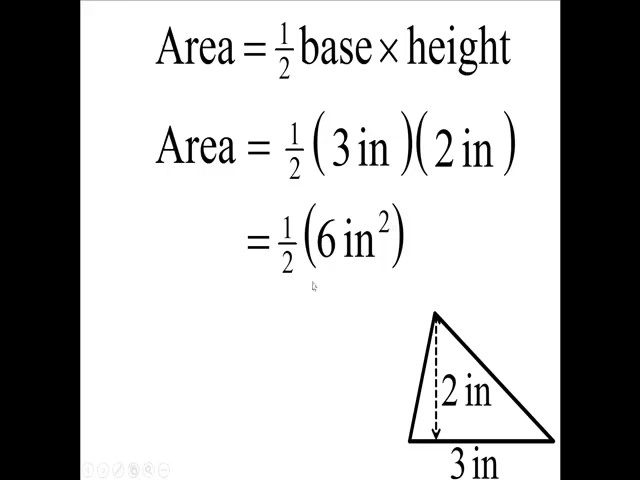 Area = 1/2 base × height
Area = 1/2 (3 in)(2 in)
= 1/2 (6 in²)
2 in
3 in